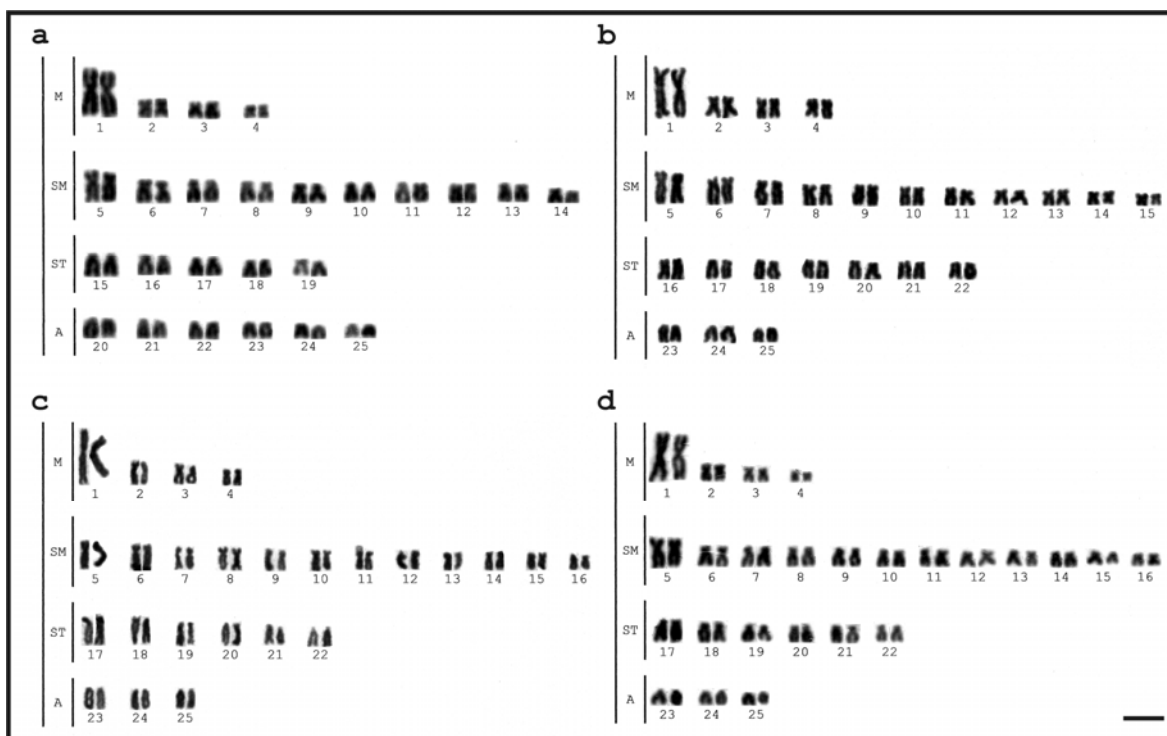 a
M
1 2 3 4
SM
5 6 7 8 9 10 11 12 13 14
ST
15 16 17 18 19
A
20 21 22 23 24 25
b
M
1 2 3 4
SM
5 6 7 8 9 10 11 12 13 14 15
ST
16 17 18 19 20 21 22
A
23 24 25
c
M
1 2 3 4
SM
5 6 7 8 9 10 11 12 13 14 15 16
ST
17 18 19 20 21 22
A
23 24 25
d
M
1 2 3 4
SM
5 6 7 8 9 10 11 12 13 14 15 16
ST
17 18 19 20 21 22
A
23 24 25